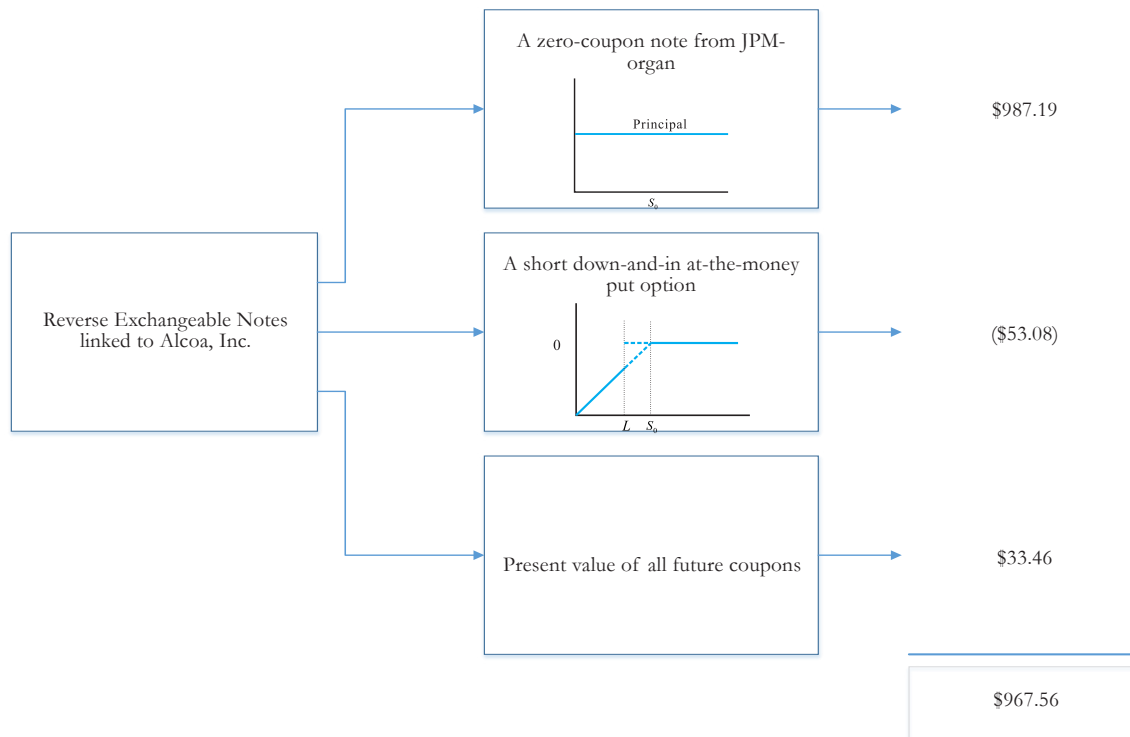 A zero-coupon note from JPM-
organ
Principal
S₀
$987.19
Reverse Exchangeable Notes
linked to Alcoa, Inc.
A short down-and-in at-the-money
put option
0
L S₀
($53.08)
Present value of all future coupons
$33.46
$967.56